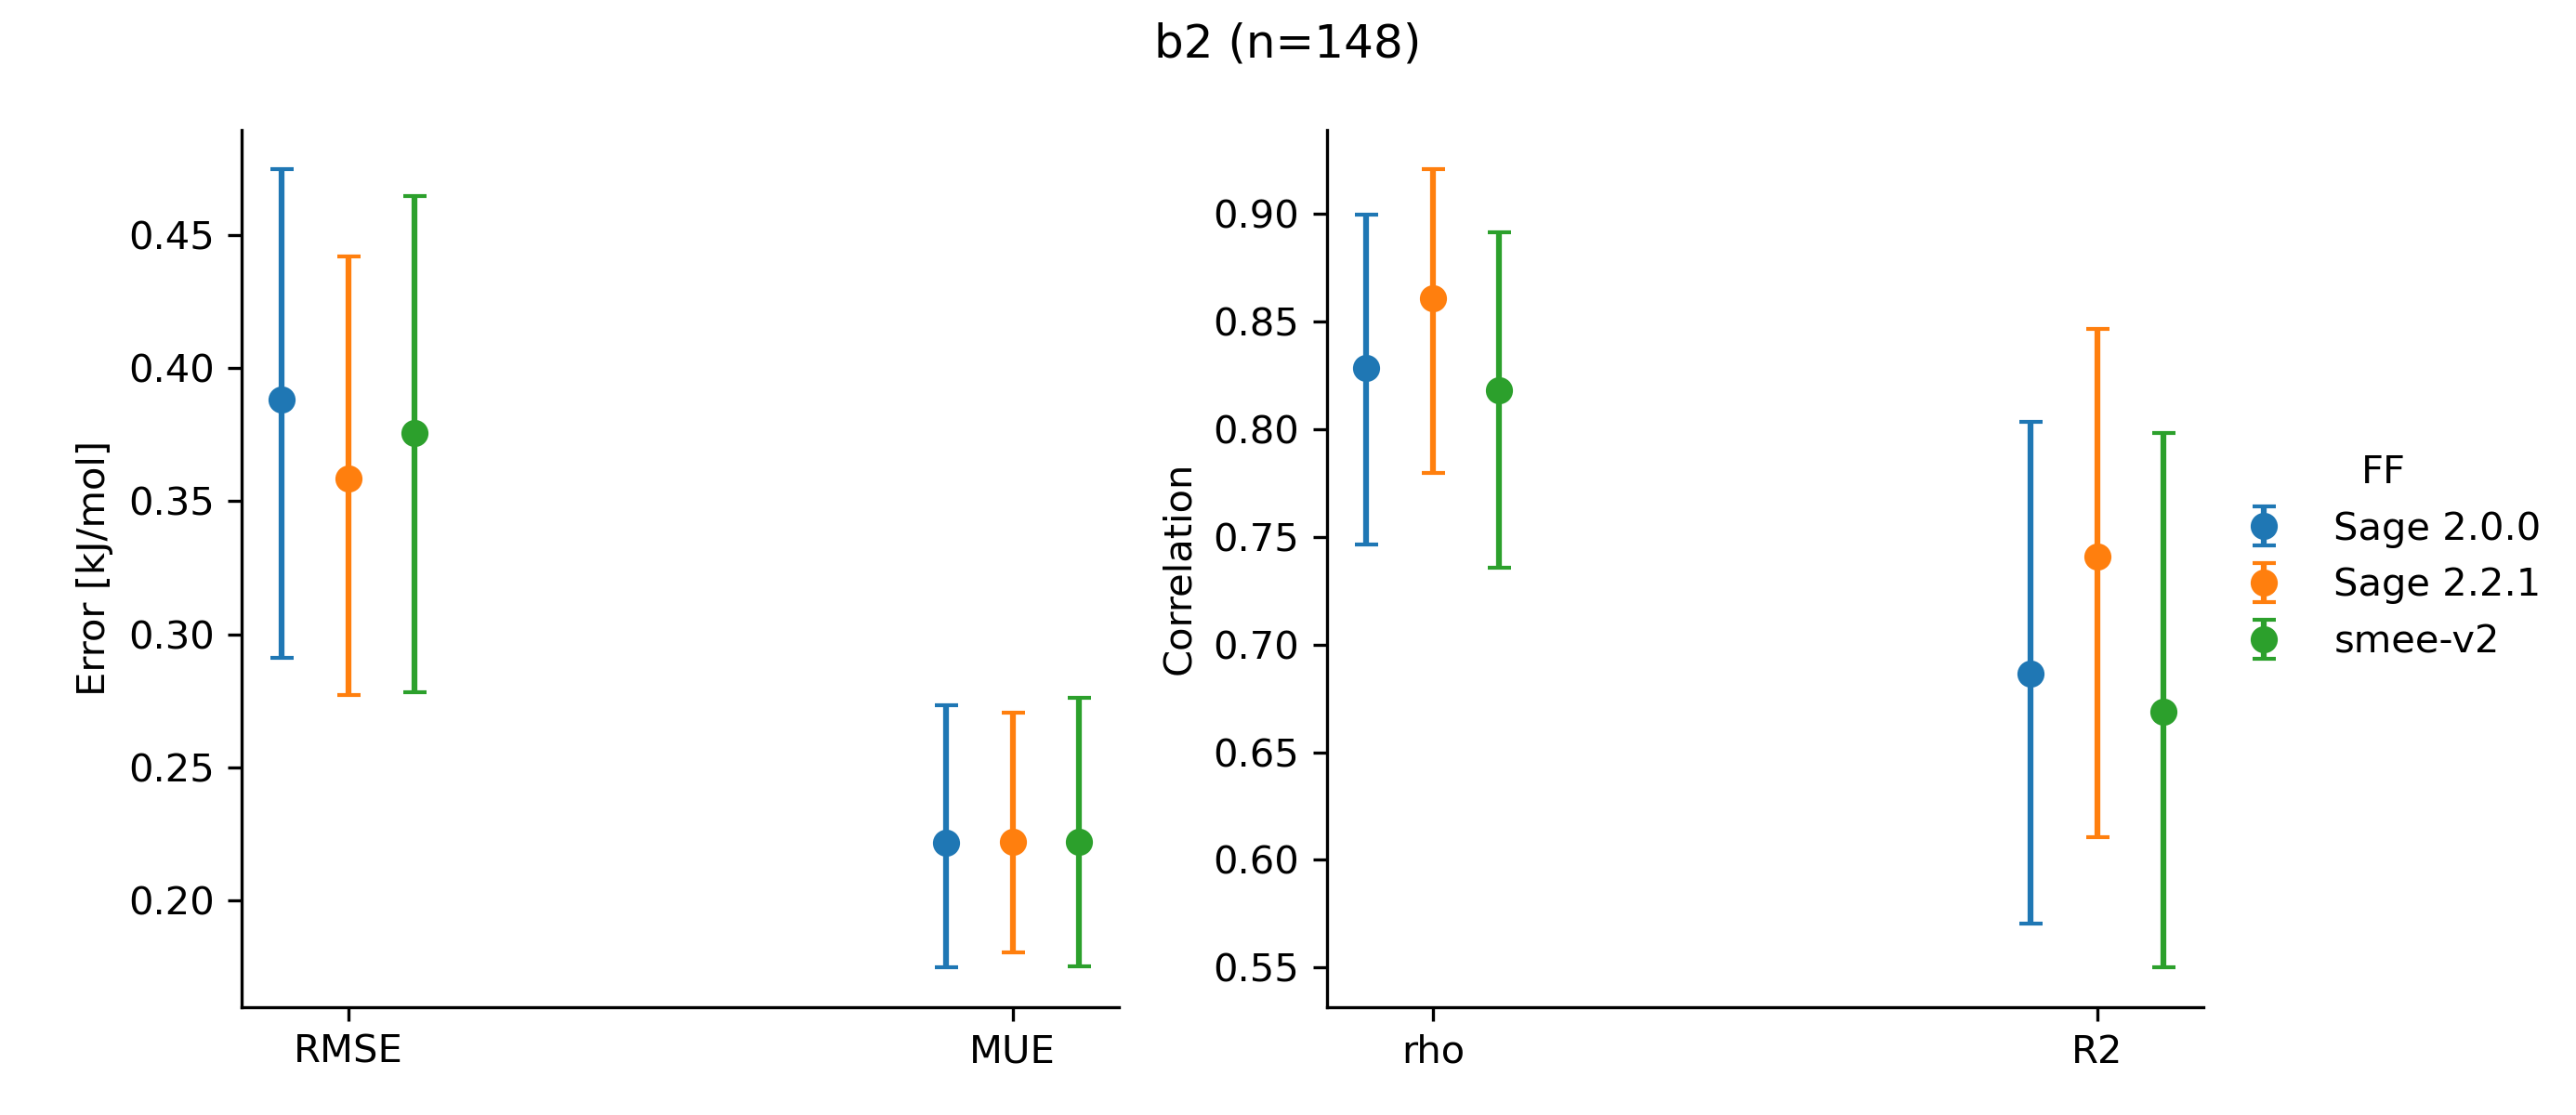 b2 (n=148)
Error [kJ/mol]
0.45
0.40
0.35
0.30
0.25
0.20
RMSE
MUE
Correlation
0.90
0.85
0.80
0.75
0.70
0.65
0.60
0.55
rho
R2
FF
Sage 2.0.0
Sage 2.2.1
smee-v2